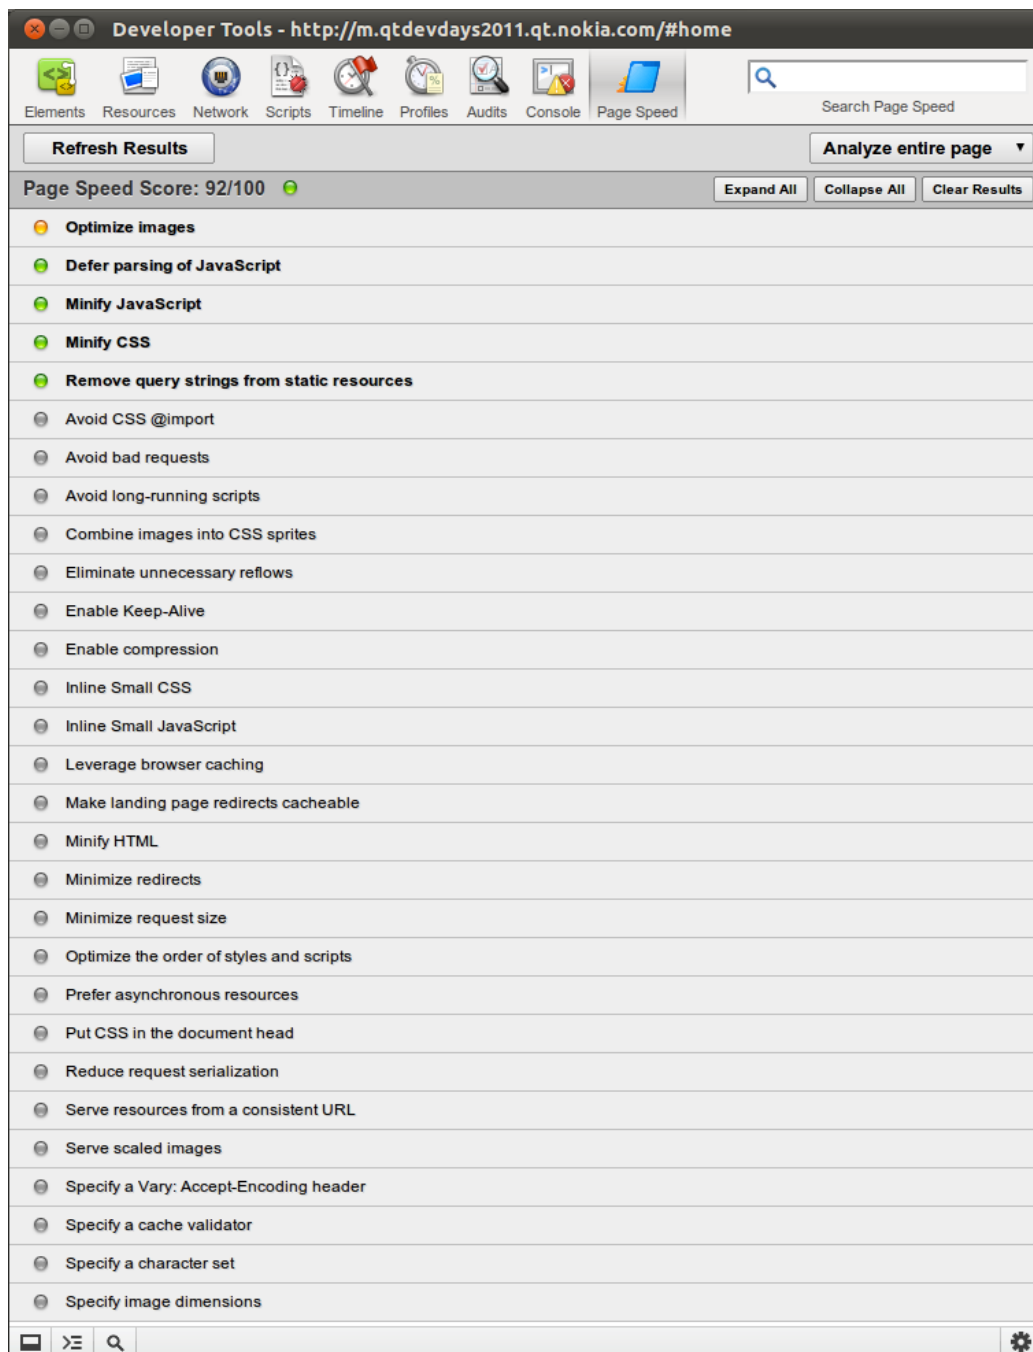 Developer Tools - http://m.qtdevdays2011.qt.nokia.com/#home
Elements Resources Network Scripts Timeline Profiles Audits Console Page Speed Search Page Speed
Refresh Results Analyze entire page
Page Speed Score: 92/100 Expand All Collapse All Clear Results
Optimize images
Defer parsing of JavaScript
Minify JavaScript
Minify CSS
Remove query strings from static resources
Avoid CSS @import
Avoid bad requests
Avoid long-running scripts
Combine images into CSS sprites
Eliminate unnecessary reflows
Enable Keep-Alive
Enable compression
Inline Small CSS
Inline Small JavaScript
Leverage browser caching
Make landing page redirects cacheable
Minify HTML
Minimize redirects
Minimize request size
Optimize the order of styles and scripts
Prefer asynchronous resources
Put CSS in the document head
Reduce request serialization
Serve resources from a consistent URL
Serve scaled images
Specify a Vary: Accept-Encoding header
Specify a cache validator
Specify a character set
Specify image dimensions